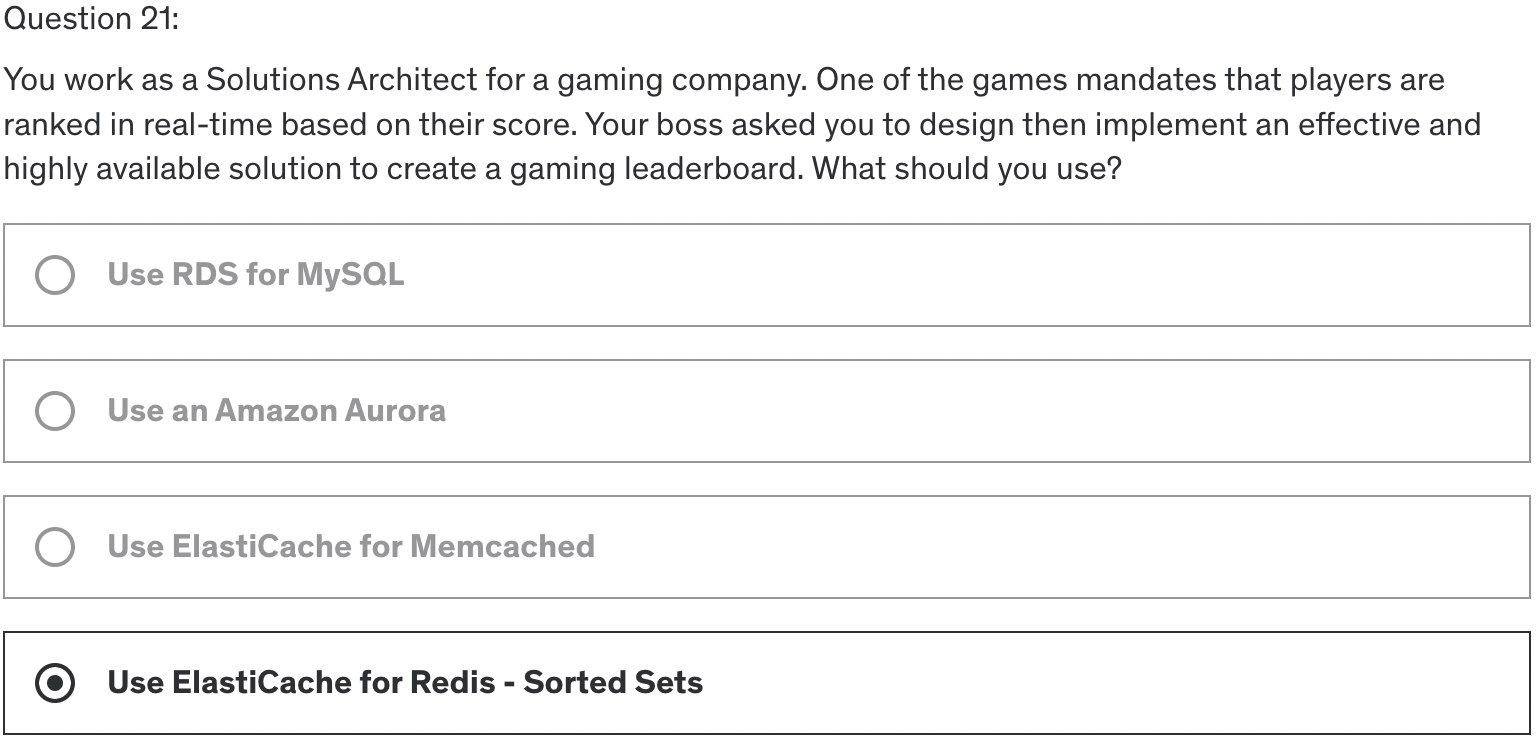 Question 21:
You work as a Solutions Architect for a gaming company. One of the games mandates that players are
ranked in real-time based on their score. Your boss asked you to design then implement an effective and
highly available solution to create a gaming leaderboard. What should you use?
Use RDS for MySQL
Use an Amazon Aurora
Use ElastiCache for Memcached
Use ElastiCache for Redis - Sorted Sets